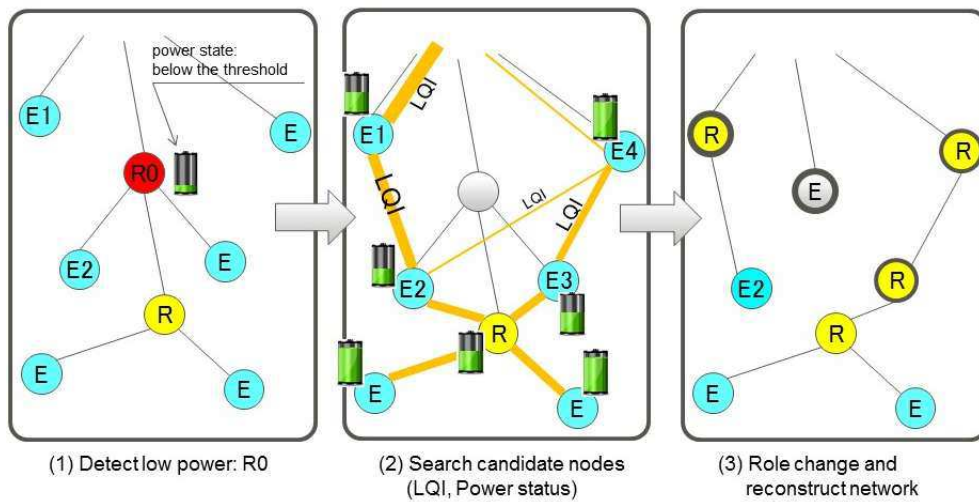 power state:
below the threshold
E1
E
R0
E2
E
R
E
E
LQI
E1
E4
LQI
LQI
LQI
E2
E3
R
E
E
R
R
E
R
E2
R
E
E
(1) Detect low power: R0
(2) Search candidate nodes
(LQI, Power status)
(3) Role change and
reconstruct network